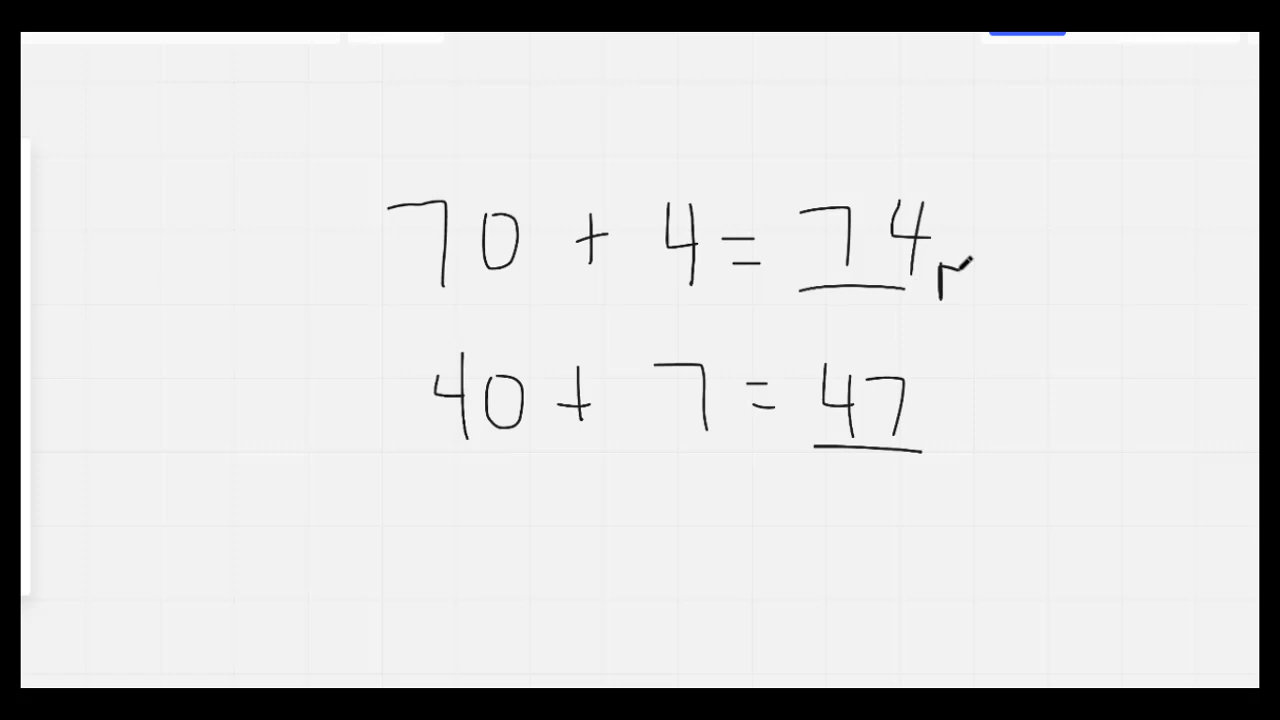 70 + 4 = 74 r
40 + 7 = 47